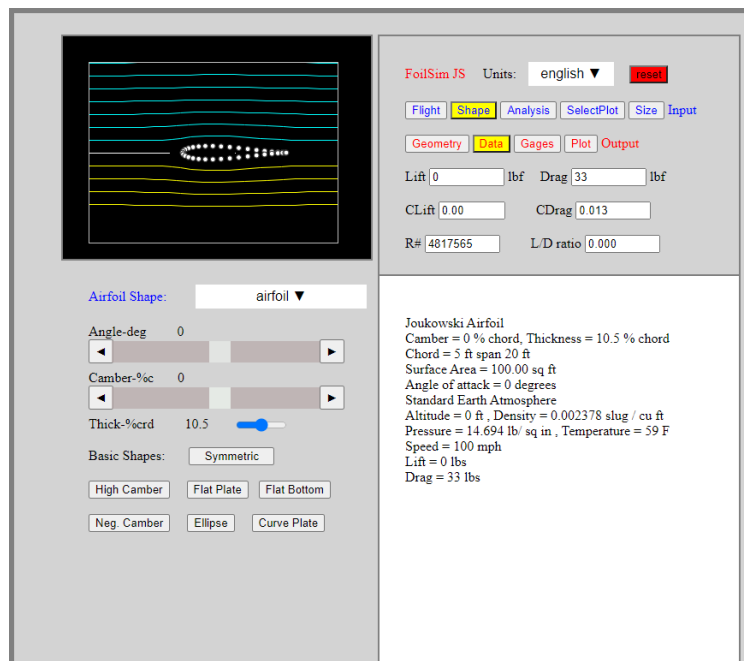 FoilSim JS Units: english ▼ reset
Flight Shape Analysis SelectPlot Size Input
Geometry Data Gages Plot Output
Lift 0 lbf Drag 33 lbf
CLift 0.00 CDrag 0.013
R# 4817565 L/D ratio 0.000
Airfoil Shape: airfoil ▼
Angle-deg 0
◄ ►
Camber-%c 0
◄ ►
Thick-%crd 10.5
Basic Shapes: Symmetric
High Camber Flat Plate Flat Bottom
Neg. Camber Ellipse Curve Plate
Joukowski Airfoil
Camber = 0 % chord, Thickness = 10.5 % chord
Chord = 5 ft span 20 ft
Surface Area = 100.00 sq ft
Angle of attack = 0 degrees
Standard Earth Atmosphere
Altitude = 0 ft , Density = 0.002378 slug / cu ft
Pressure = 14.694 lb/ sq in , Temperature = 59 F
Speed = 100 mph
Lift = 0 lbs
Drag = 33 lbs